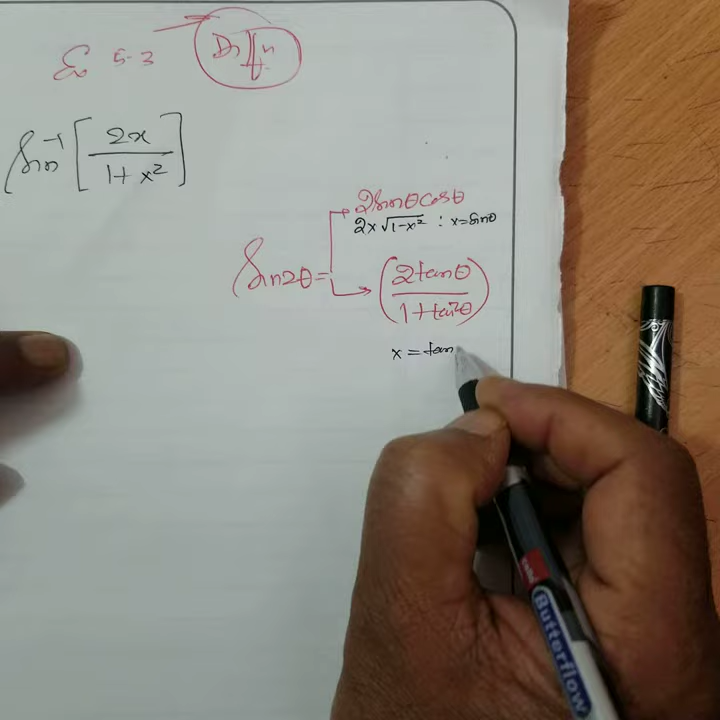 Ex 5.3 → Diffn
Sin⁻¹ [2x / 1 + x²]
2Sinθcosθ
2x √1-x² : x=Sinθ
Sin2θ = (2tanθ / 1+tan²θ)
x = tan
Butterflow